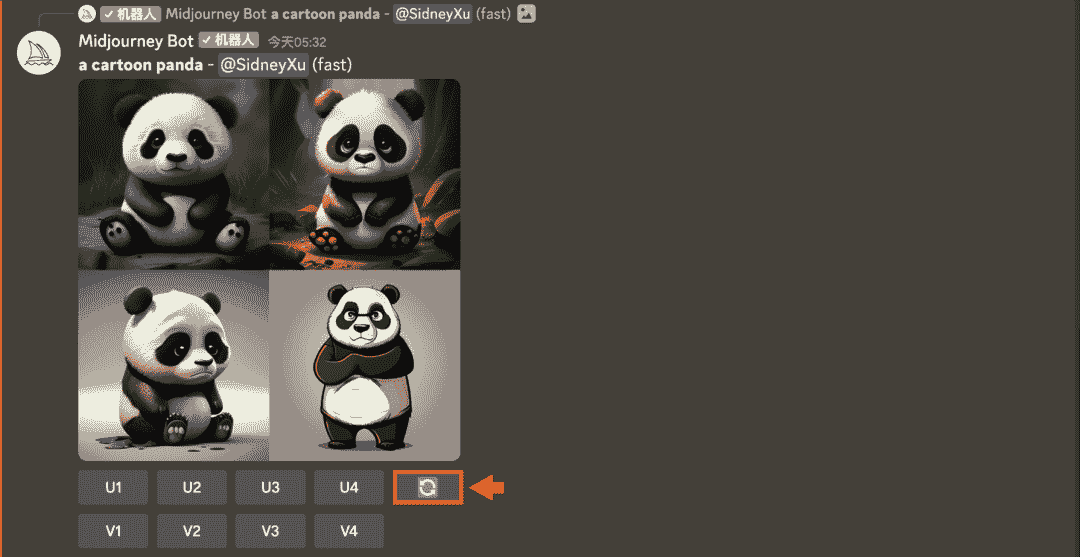 ✓ 机器人 Midjourney Bot a cartoon panda - @SidneyXu (fast)
Midjourney Bot ✓ 机器人 今天05:32
a cartoon panda - @SidneyXu (fast)
U1 U2 U3 U4
V1 V2 V3 V4